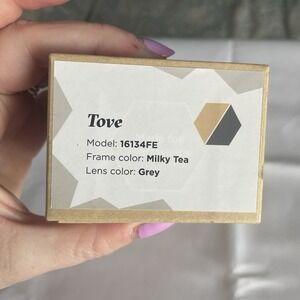 Tove
Model: 16134FE
Frame color: Milky Tea
Lens color: Grey